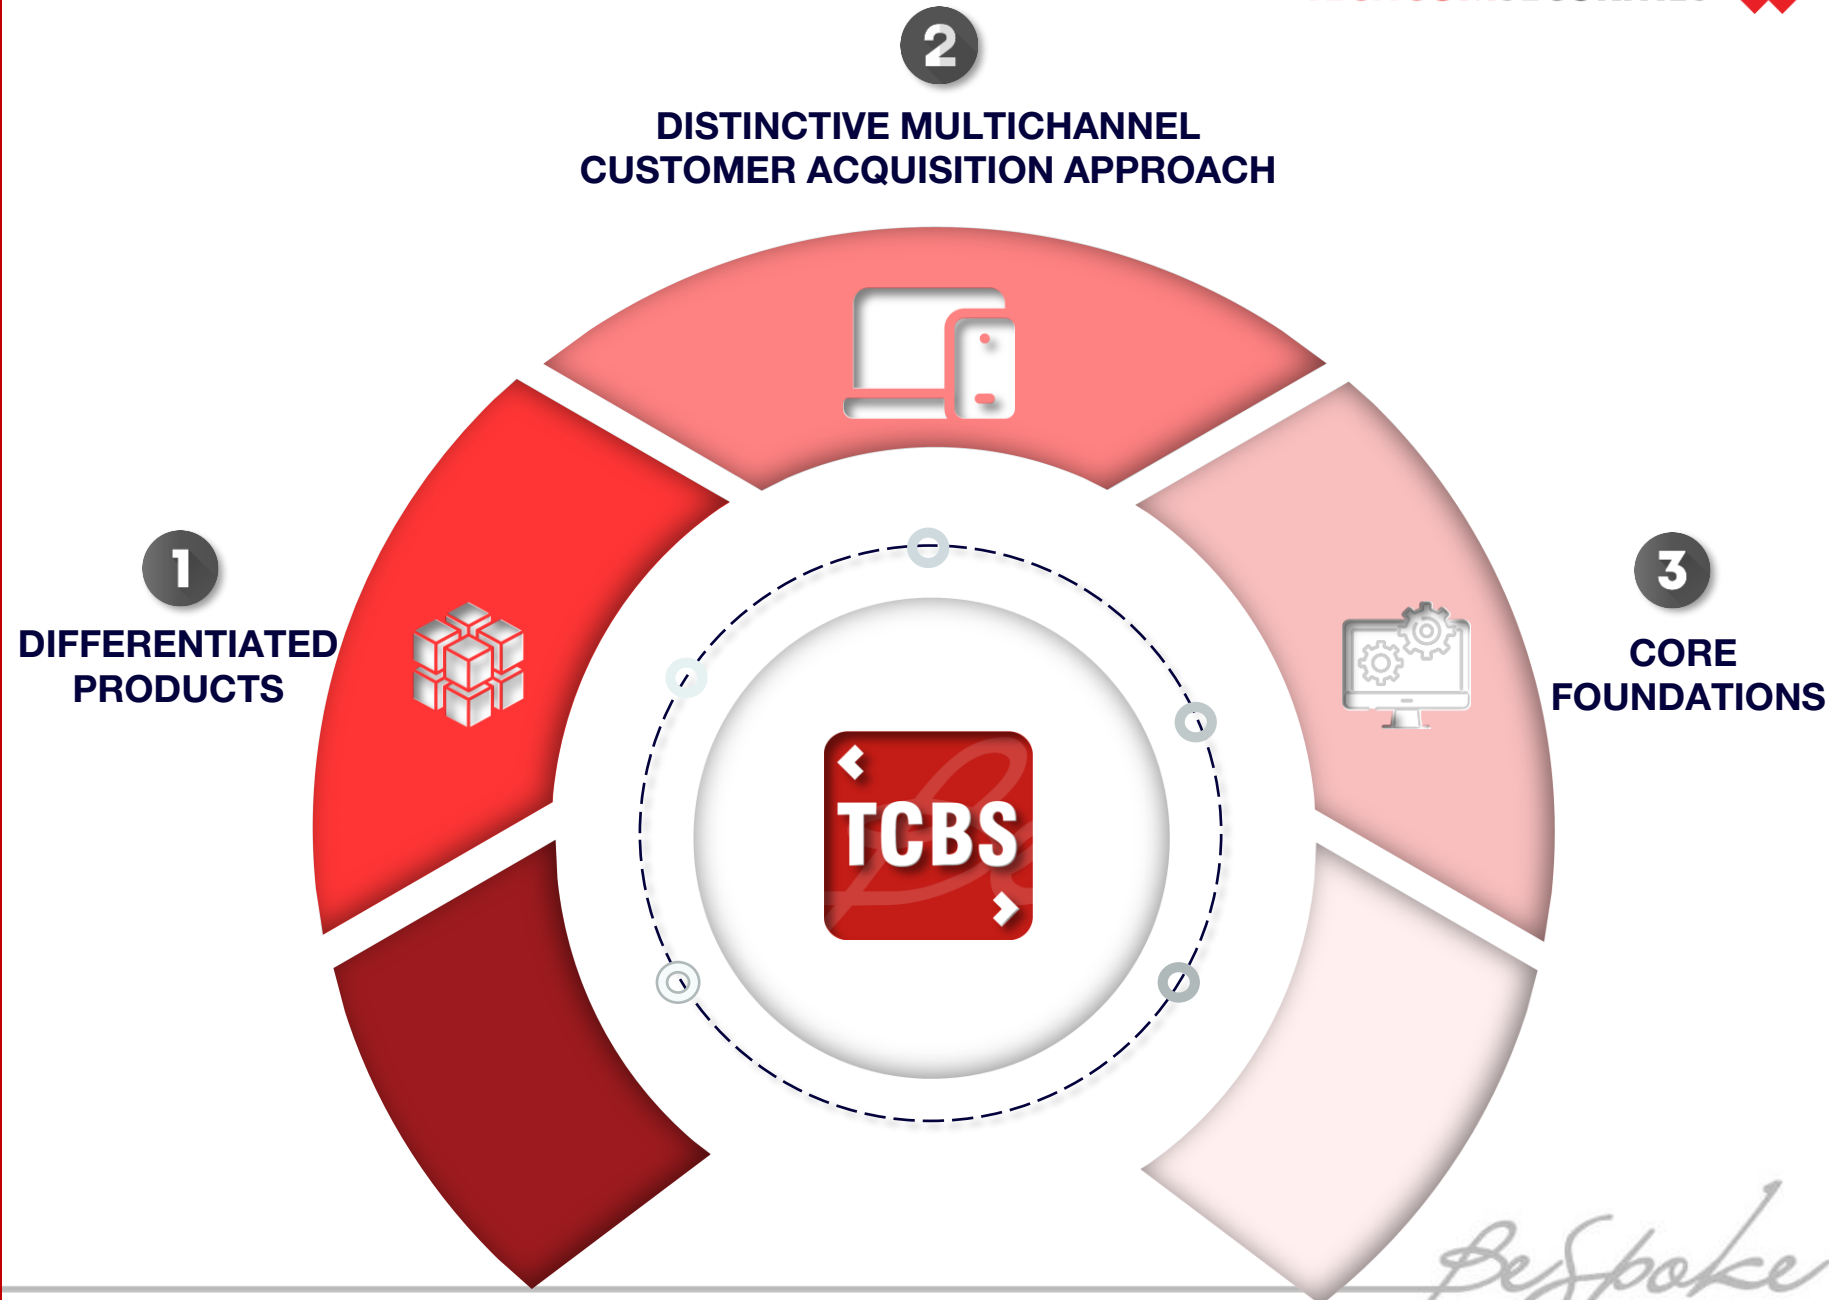 2
DISTINCTIVE MULTICHANNEL
CUSTOMER ACQUISITION APPROACH
1
DIFFERENTIATED
PRODUCTS
3
CORE
FOUNDATIONS
TCBS
BeSpoke